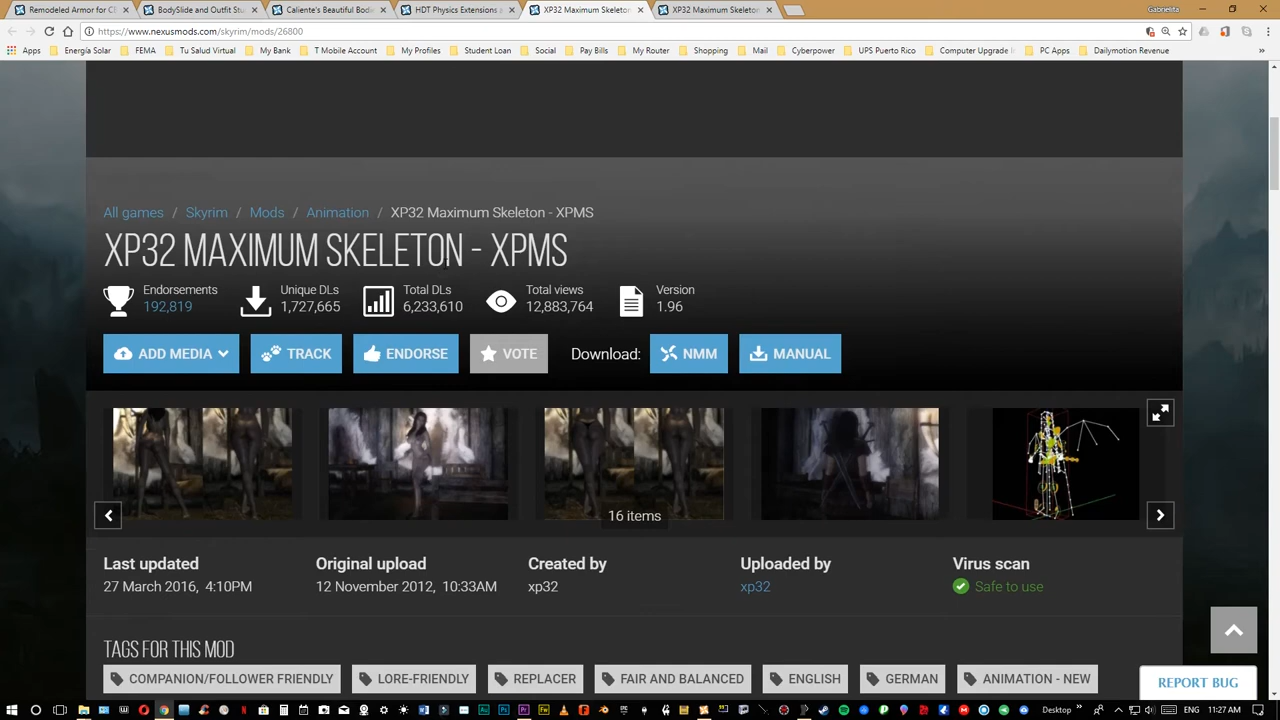 Remodeled Armor for C
BodySlide and Outfit Stu
Caliente's Beautiful Bodi
HDT Physics Extensions a
XP32 Maximum Skeleton
XP32 Maximum Skeleton
Gabrielita
https://www.nexusmods.com/skyrim/mods/26800
Apps Energía Solar FEMA Tu Salud Virtual My Bank T Mobile Account My Profiles Student Loan Social Pay Bills My Router Shopping Mail Cyberpower UPS Puerto Rico Computer Upgrade PC Apps Dailymotion Revenue »
All games / Skyrim / Mods / Animation / XP32 Maximum Skeleton - XPMS
XP32 MAXIMUM SKELETON - XPMS
Endorsements Unique DLs Total DLs Total views Version
192,819 1,727,665 6,233,610 12,883,764 1.96
ADD MEDIA TRACK ENDORSE VOTE Download: NMM MANUAL
16 items
Last updated Original upload Created by Uploaded by Virus scan
27 March 2016, 4:10PM 12 November 2012, 10:33AM xp32 xp32 Safe to use
TAGS FOR THIS MOD
COMPANION/FOLLOWER FRIENDLY LORE-FRIENDLY REPLACER FAIR AND BALANCED ENGLISH GERMAN ANIMATION - NEW
REPORT BUG
Desktop » ENG 11:27 AM